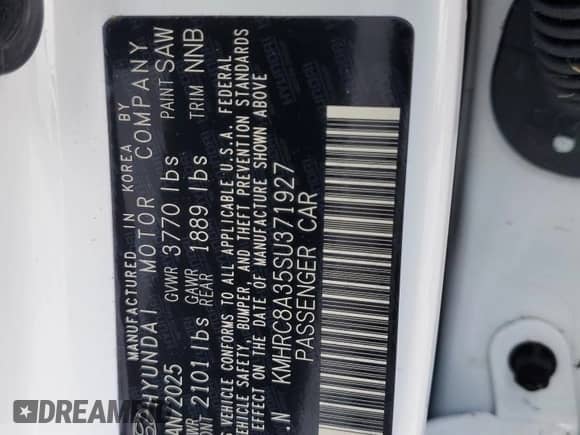 MANUFACTURED IN KOREA BY
HYUNDAI MOTOR COMPANY
AN/2025 GVWR 3770 lbs PAINT SAW
2101 lbs GAWR REAR 1889 lbs TRIM NNB
VEHICLE CONFORMS TO ALL APPLICABLE U.S.A. FEDERAL
VEHICLE SAFETY, BUMPER, AND THEFT PREVENTION STANDARDS
EFFECT ON THE DATE OF MANUFACTURE SHOWN ABOVE
.N KMHRC8A35SU371927
PASSENGER CAR
DREAM